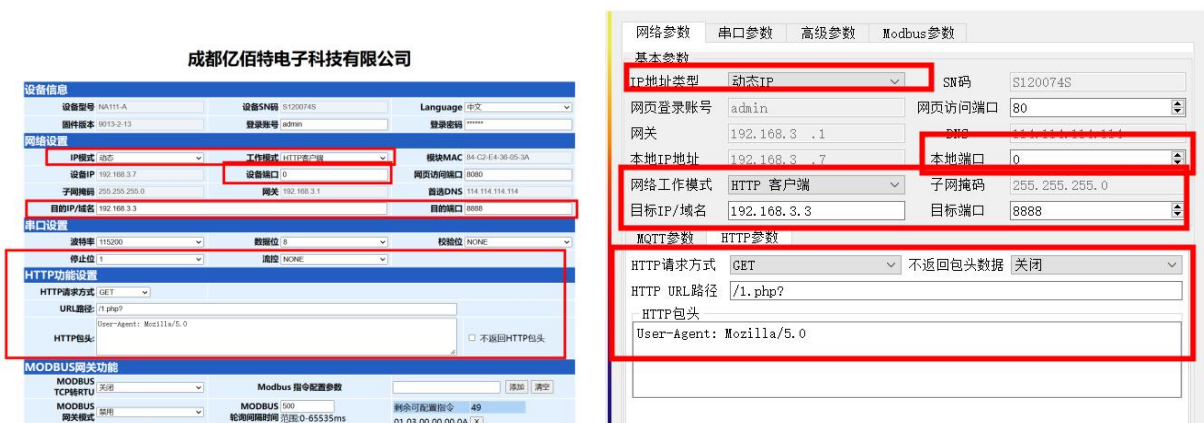 成都亿佰特电子科技有限公司
设备信息
设备型号 NA111-A 设备SN码 S120074S Language 中文
固件版本 9013-2-13 登录账号 admin 登录密码 ******
网络设置
IP模式 动态 工作模式 HTTP客户端 模块MAC 84-C2-E4-36-05-3A
设备IP 192.168.3.7 设备端口 0 网页访问端口 8080
子网掩码 255.255.255.0 网关 192.168.3.1 首选DNS 114.114.114.114
目的IP/域名 192.168.3.3 目的端口 8888
串口设置
波特率 115200 数据位 8 校验位 NONE
停止位 1 流控 NONE
HTTP功能设置
HTTP请求方式 GET
URL路径: /1.php?
User-Agent: Mozilla/5.0
HTTP包头: 不返回HTTP包头
MODBUS网关功能
MODBUS TCP转RTU 关闭 Modbus 指令配置参数 添加 清空
MODBUS 网关模式 禁用 MODBUS 轮询间隔时间 500 范围:0-65535ms 剩余可配置指令 49
01 03 00 00 00 0A X
网络参数 串口参数 高级参数 Modbus参数
基本参数
IP地址类型 动态IP SN码 S120074S
网页登录账号 admin 网页访问端口 80
网关 192.168.3 .1 DNS 114.114.114.114
本地IP地址 192.168.3 .7 本地端口 0
网络工作模式 HTTP 客户端 子网掩码 255.255.255.0
目标IP/域名 192.168.3.3 目标端口 8888
MQTT参数 HTTP参数
HTTP请求方式 GET 不返回包头数据 关闭
HTTP URL路径 /1.php?
HTTP包头
User-Agent: Mozilla/5.0